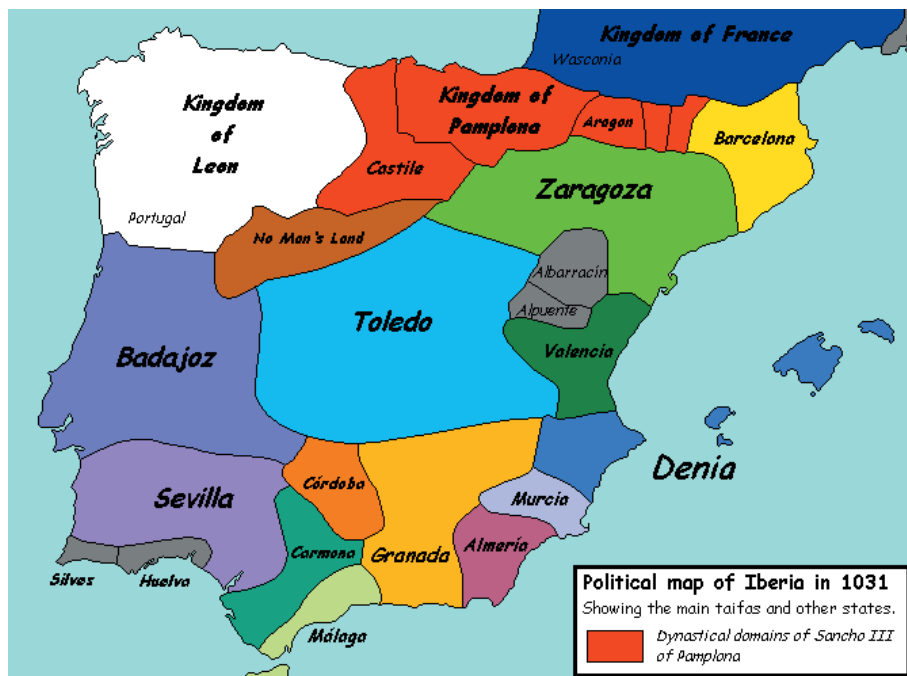 Kingdom of France
Wasconia
Kingdom
of
Leon
Kingdom of
Pamplona
Aragon
Barcelona
Castile
Zaragoza
Portugal
No Man's Land
Albarracín
Alpuente
Toledo
Badajoz
Valencia
Denia
Sevilla
Córdoba
Murcia
Carmona
Granada
Almería
Silves
Huelva
Málaga
Political map of Iberia in 1031
Showing the main taifas and other states.
Dynastical domains of Sancho III
of Pamplona